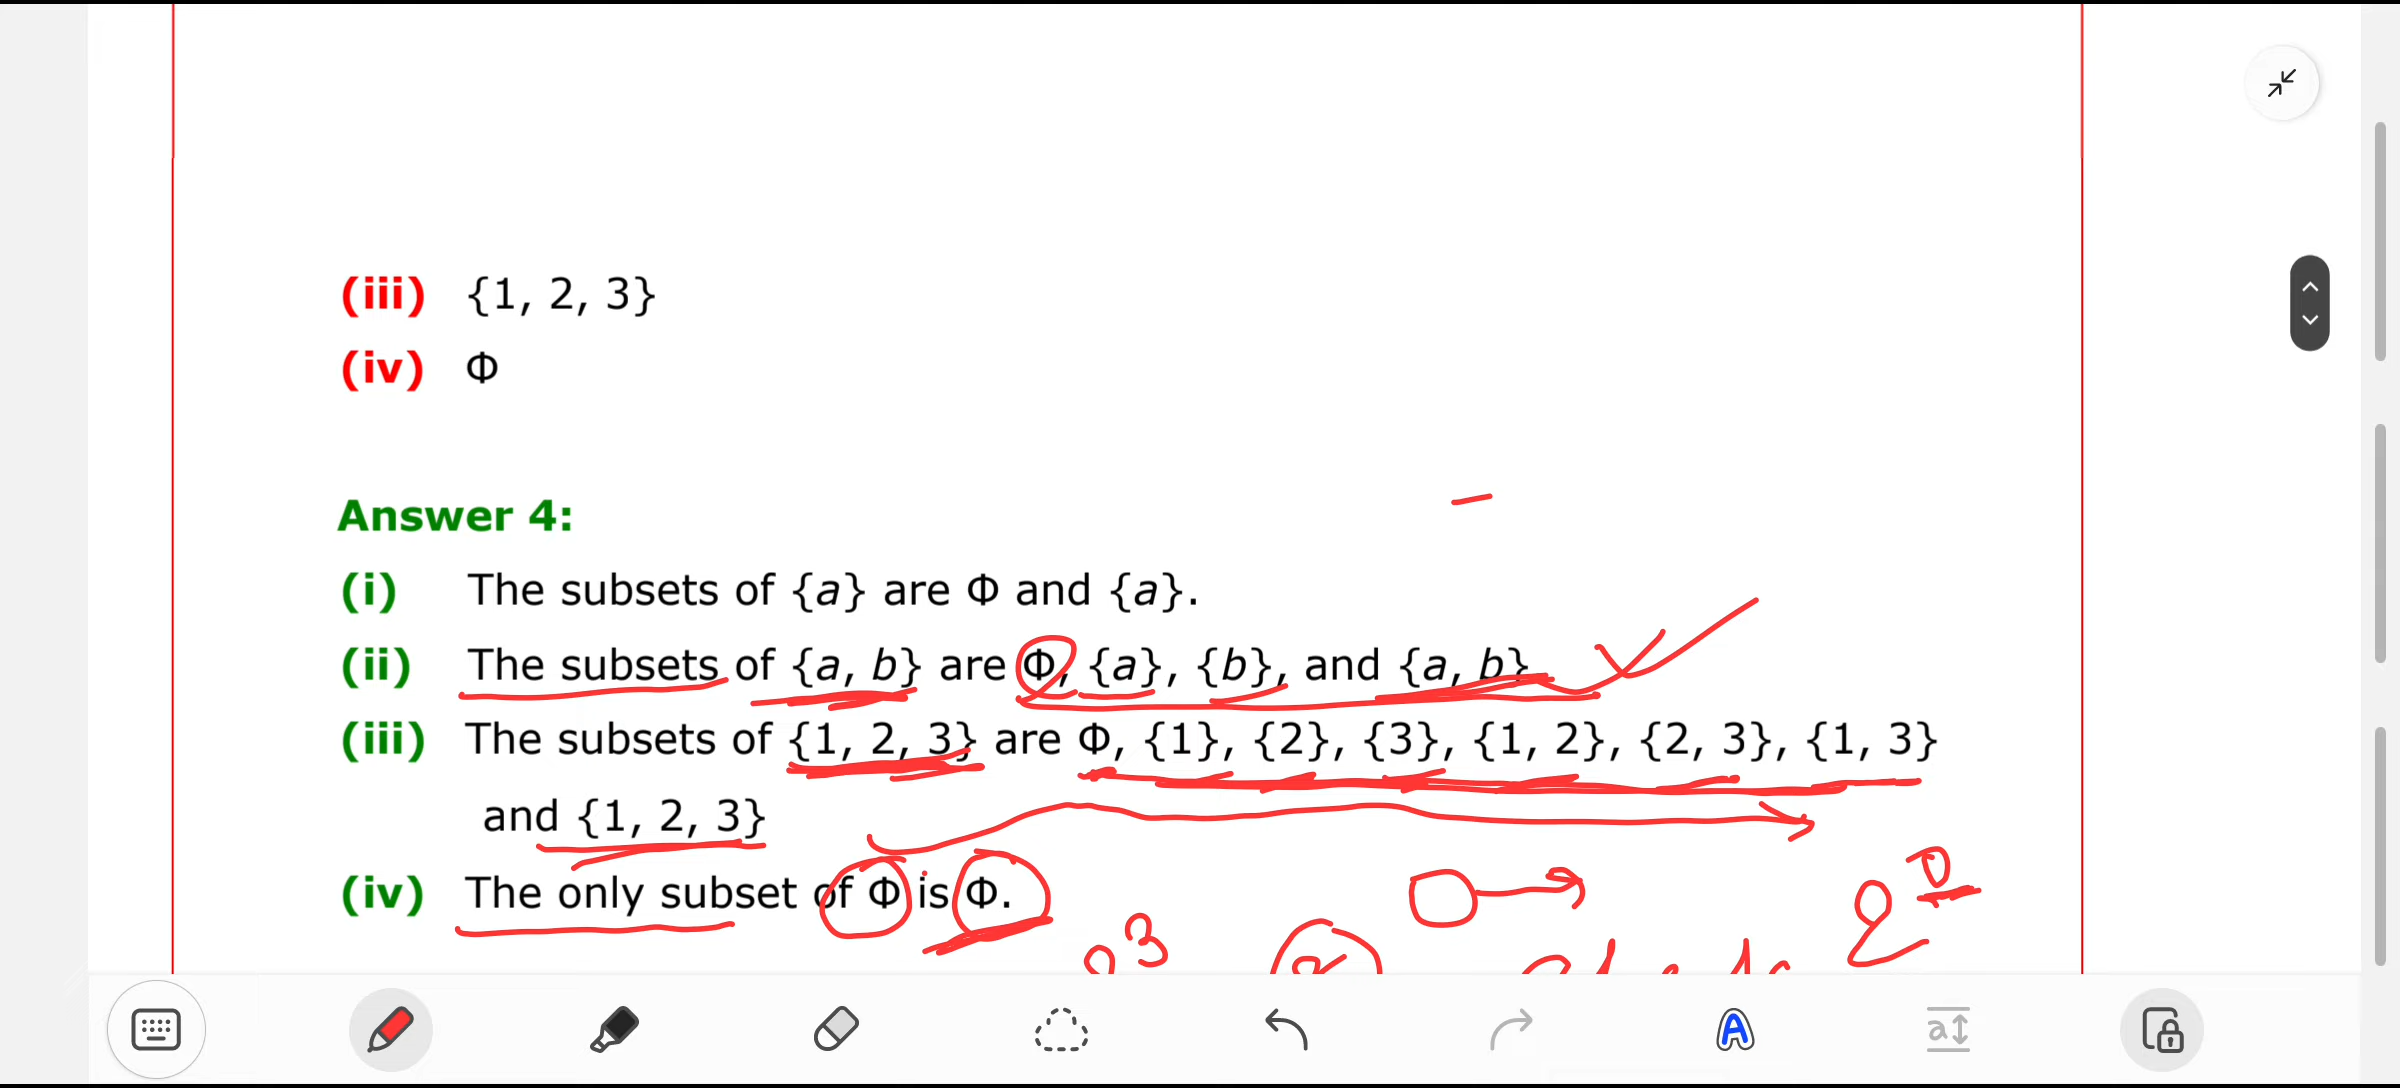 (iii) {1, 2, 3}
(iv) Φ
Answer 4:
(i) The subsets of {a} are Φ and {a}.
(ii) The subsets of {a, b} are Φ, {a}, {b}, and {a, b}
(iii) The subsets of {1, 2, 3} are Φ, {1}, {2}, {3}, {1, 2}, {2, 3}, {1, 3}
and {1, 2, 3}
(iv) The only subset of Φ is Φ.